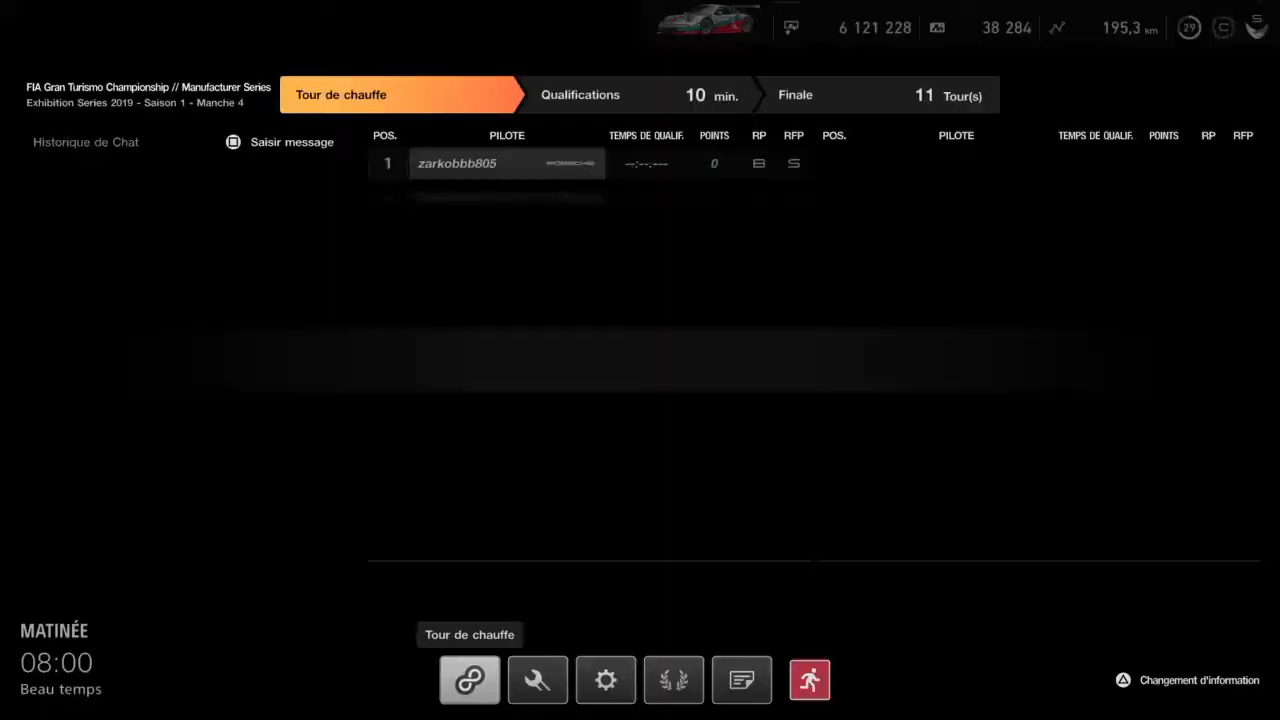 6 121 228
38 284
195,3 km
29
C
S
FIA Gran Turismo Championship // Manufacturer Series
Exhibition Series 2019 - Saison 1 - Manche 4
Tour de chauffe
Qualifications 10 min.
Finale 11 Tour(s)
Historique de Chat
Saisir message
POS. PILOTE TEMPS DE QUALIF. POINTS RP RFP POS. PILOTE TEMPS DE QUALIF. POINTS RP RFP
1 zarkobbb805 PORSCHE --:--.--- 0 B S
MATINÉE
08:00
Beau temps
Tour de chauffe
Changement d'information